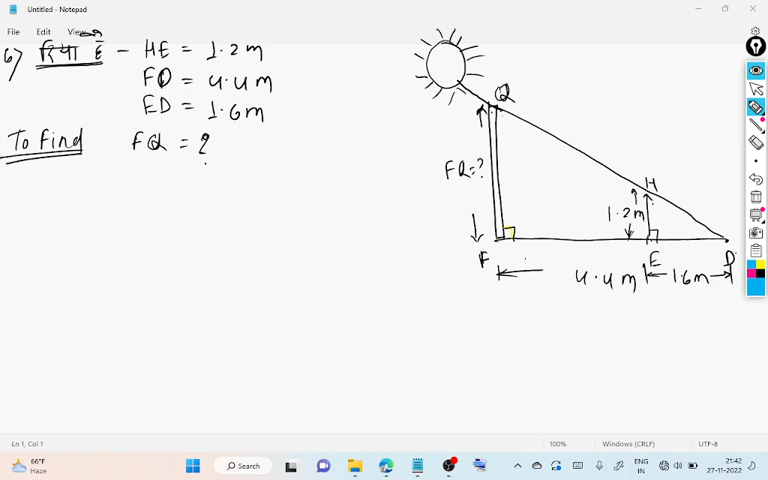 Untitled - Notepad
File Edit View
6) दिया है - HE = 1.2 m
FD = 4.4 m
ED = 1.6 m
To Find FQ = ?
Q
FQ=?
H
1.2 m
F
E
D
4.4 m
1.6 m
Ln 1, Col 1
100%
Windows (CRLF)
UTF-8
66°F
Haze
Search
ENG
IN
21:42
27-11-2022